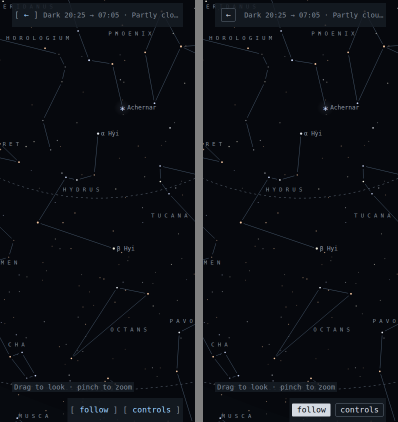 [ ← ] Dark 20:25 → 07:05 · Partly clo…
HOROLOGIUM
PHOENIX
Achernar
α Hyi
RET
HYDRUS
TUCANA
β Hyi
MEN
PAVO
OCTANS
CHA
Drag to look · pinch to zoom
[ follow ] [ controls ]
MUSCA
← Dark 20:25 → 07:05 · Partly clou…
HOROLOGIUM
PHOENIX
Achernar
α Hyi
RET
HYDRUS
TUCANA
β Hyi
MEN
PAVO
OCTANS
CHA
Drag to look · pinch to zoom
follow controls
MUSCA